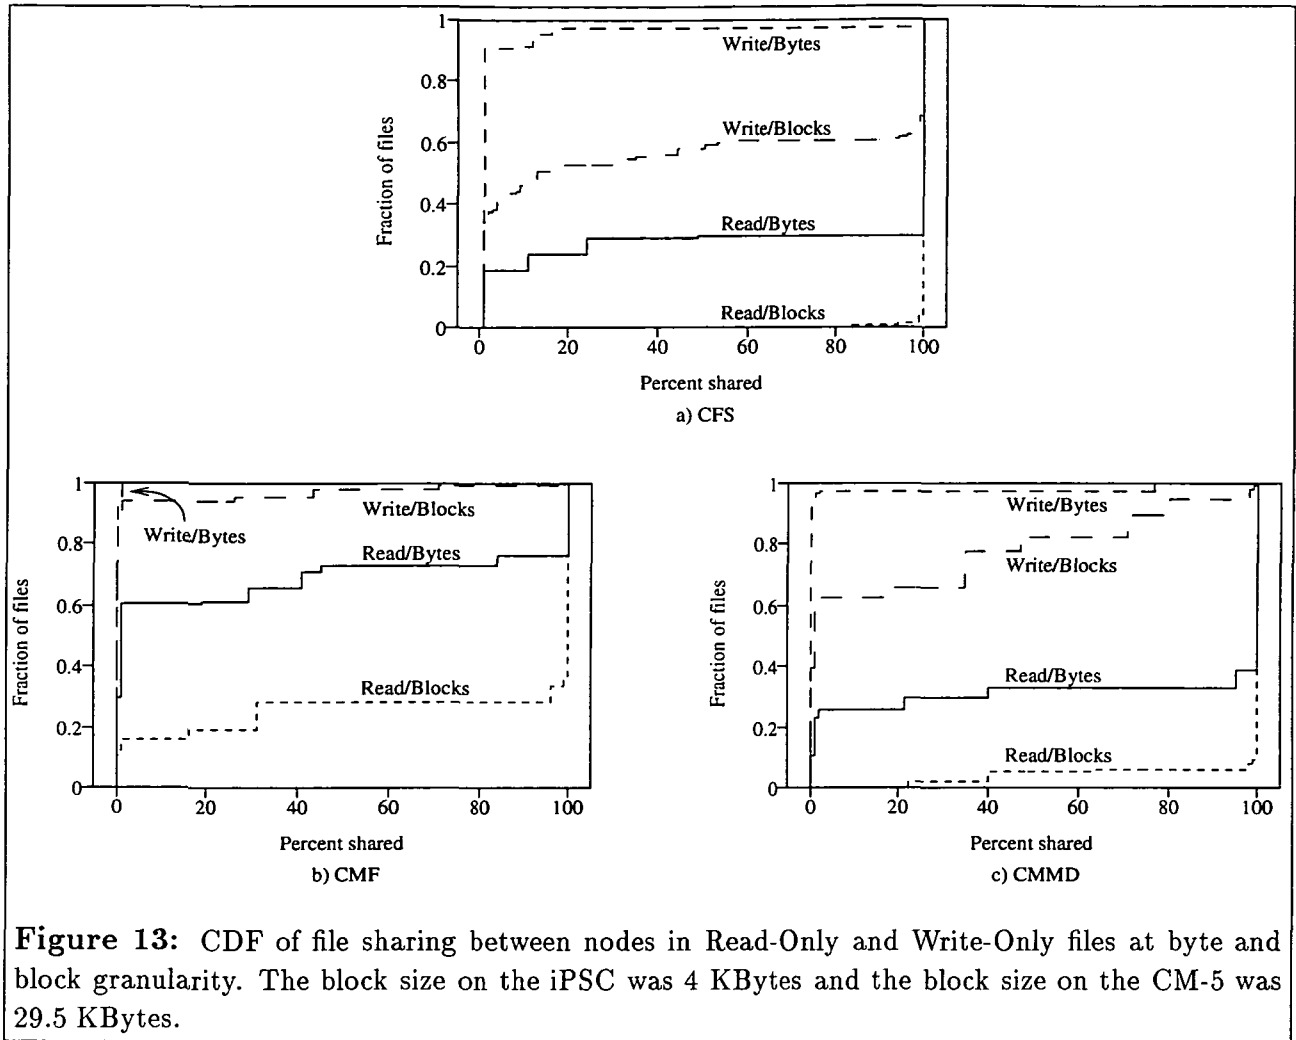 1
Write/Bytes
0.8
Write/Blocks
0.6
Fraction of files
0.4
Read/Bytes
0.2
Read/Blocks
0
0 20 40 60 80 100
Percent shared
a) CFS
1
Write/Blocks
Write/Bytes
0.8
Read/Bytes
0.6
Fraction of files
0.4
Read/Blocks
0.2
0
0 20 40 60 80 100
Percent shared
b) CMF
1
Write/Bytes
0.8
Write/Blocks
0.6
Fraction of files
0.4
Read/Bytes
0.2
Read/Blocks
0
0 20 40 60 80 100
Percent shared
c) CMMD
Figure 13: CDF of file sharing between nodes in Read-Only and Write-Only files at byte and
block granularity. The block size on the iPSC was 4 KBytes and the block size on the CM-5 was
29.5 KBytes.